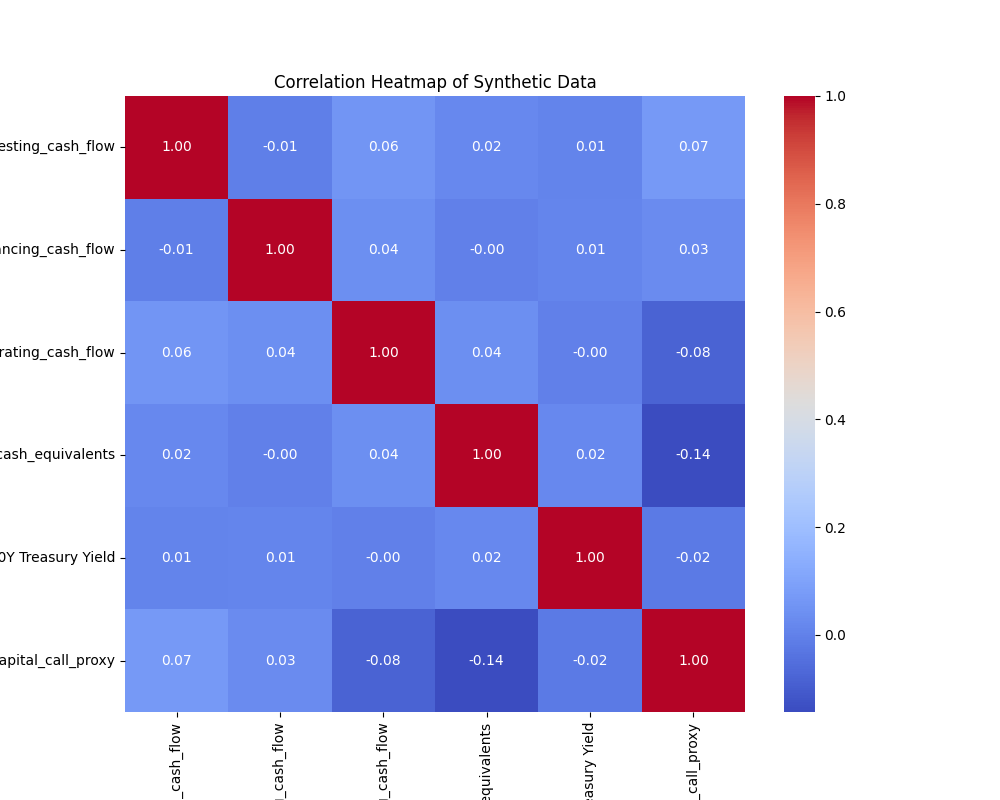 Correlation Heatmap of Synthetic Data
esting_cash_flow 1.00 -0.01 0.06 0.02 0.01 0.07
ancing_cash_flow -0.01 1.00 0.04 -0.00 0.01 0.03
rating_cash_flow 0.06 0.04 1.00 0.04 -0.00 -0.08
cash_equivalents 0.02 -0.00 0.04 1.00 0.02 -0.14
0Y Treasury Yield 0.01 0.01 -0.00 0.02 1.00 -0.02
apital_call_proxy 0.07 0.03 -0.08 -0.14 -0.02 1.00
_cash_flow
g_cash_flow
g_cash_flow
equivalents
easury Yield
_call_proxy
1.0
0.8
0.6
0.4
0.2
0.0